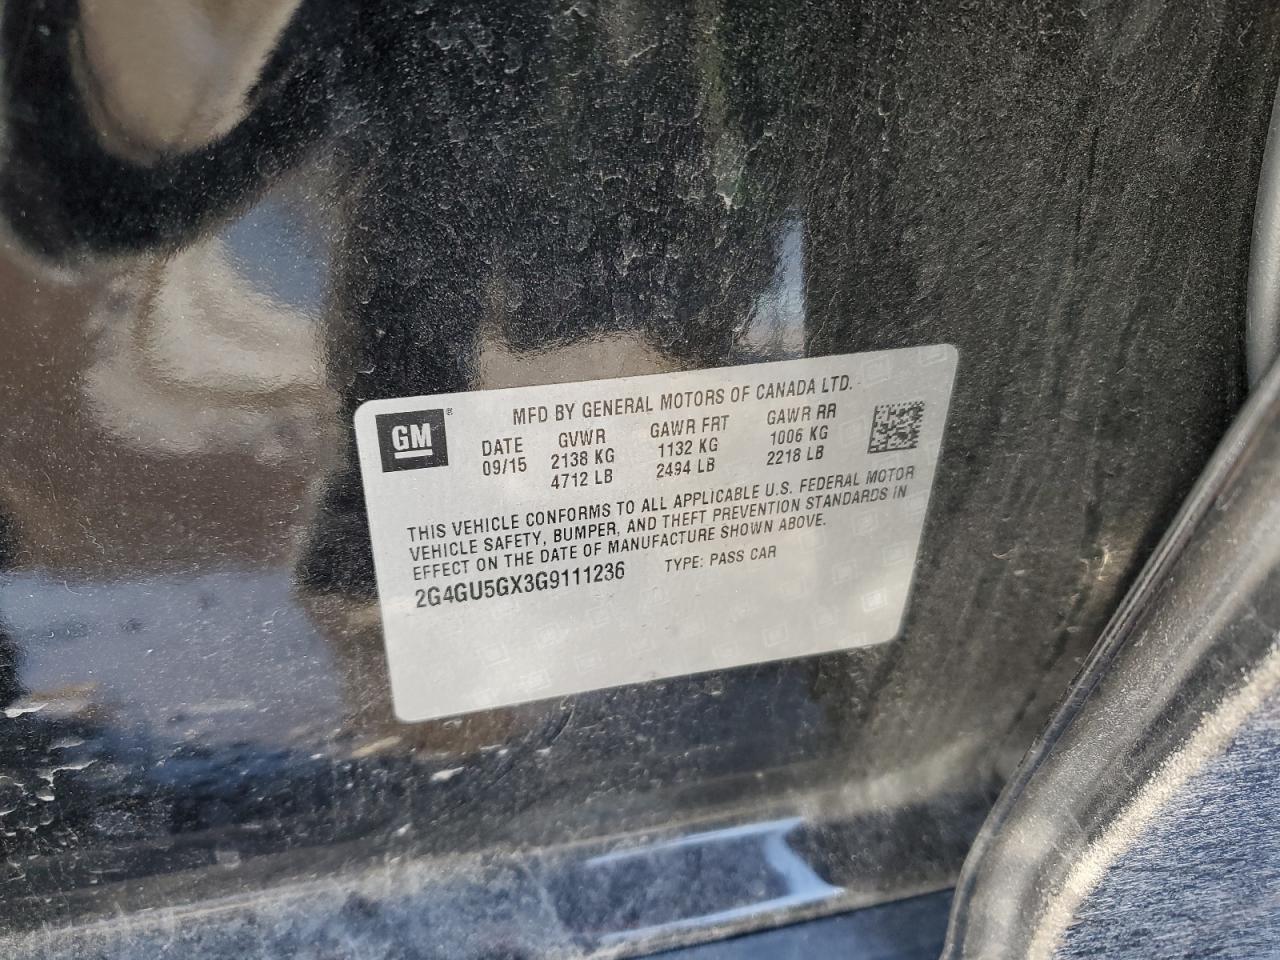 GM®
MFD BY GENERAL MOTORS OF CANADA LTD.
DATE GVWR GAWR FRT GAWR RR
09/15 2138 KG 1132 KG 1006 KG
4712 LB 2494 LB 2218 LB
THIS VEHICLE CONFORMS TO ALL APPLICABLE U.S. FEDERAL MOTOR
VEHICLE SAFETY, BUMPER, AND THEFT PREVENTION STANDARDS IN
EFFECT ON THE DATE OF MANUFACTURE SHOWN ABOVE.
2G4GU5GX3G9111236 TYPE: PASS CAR